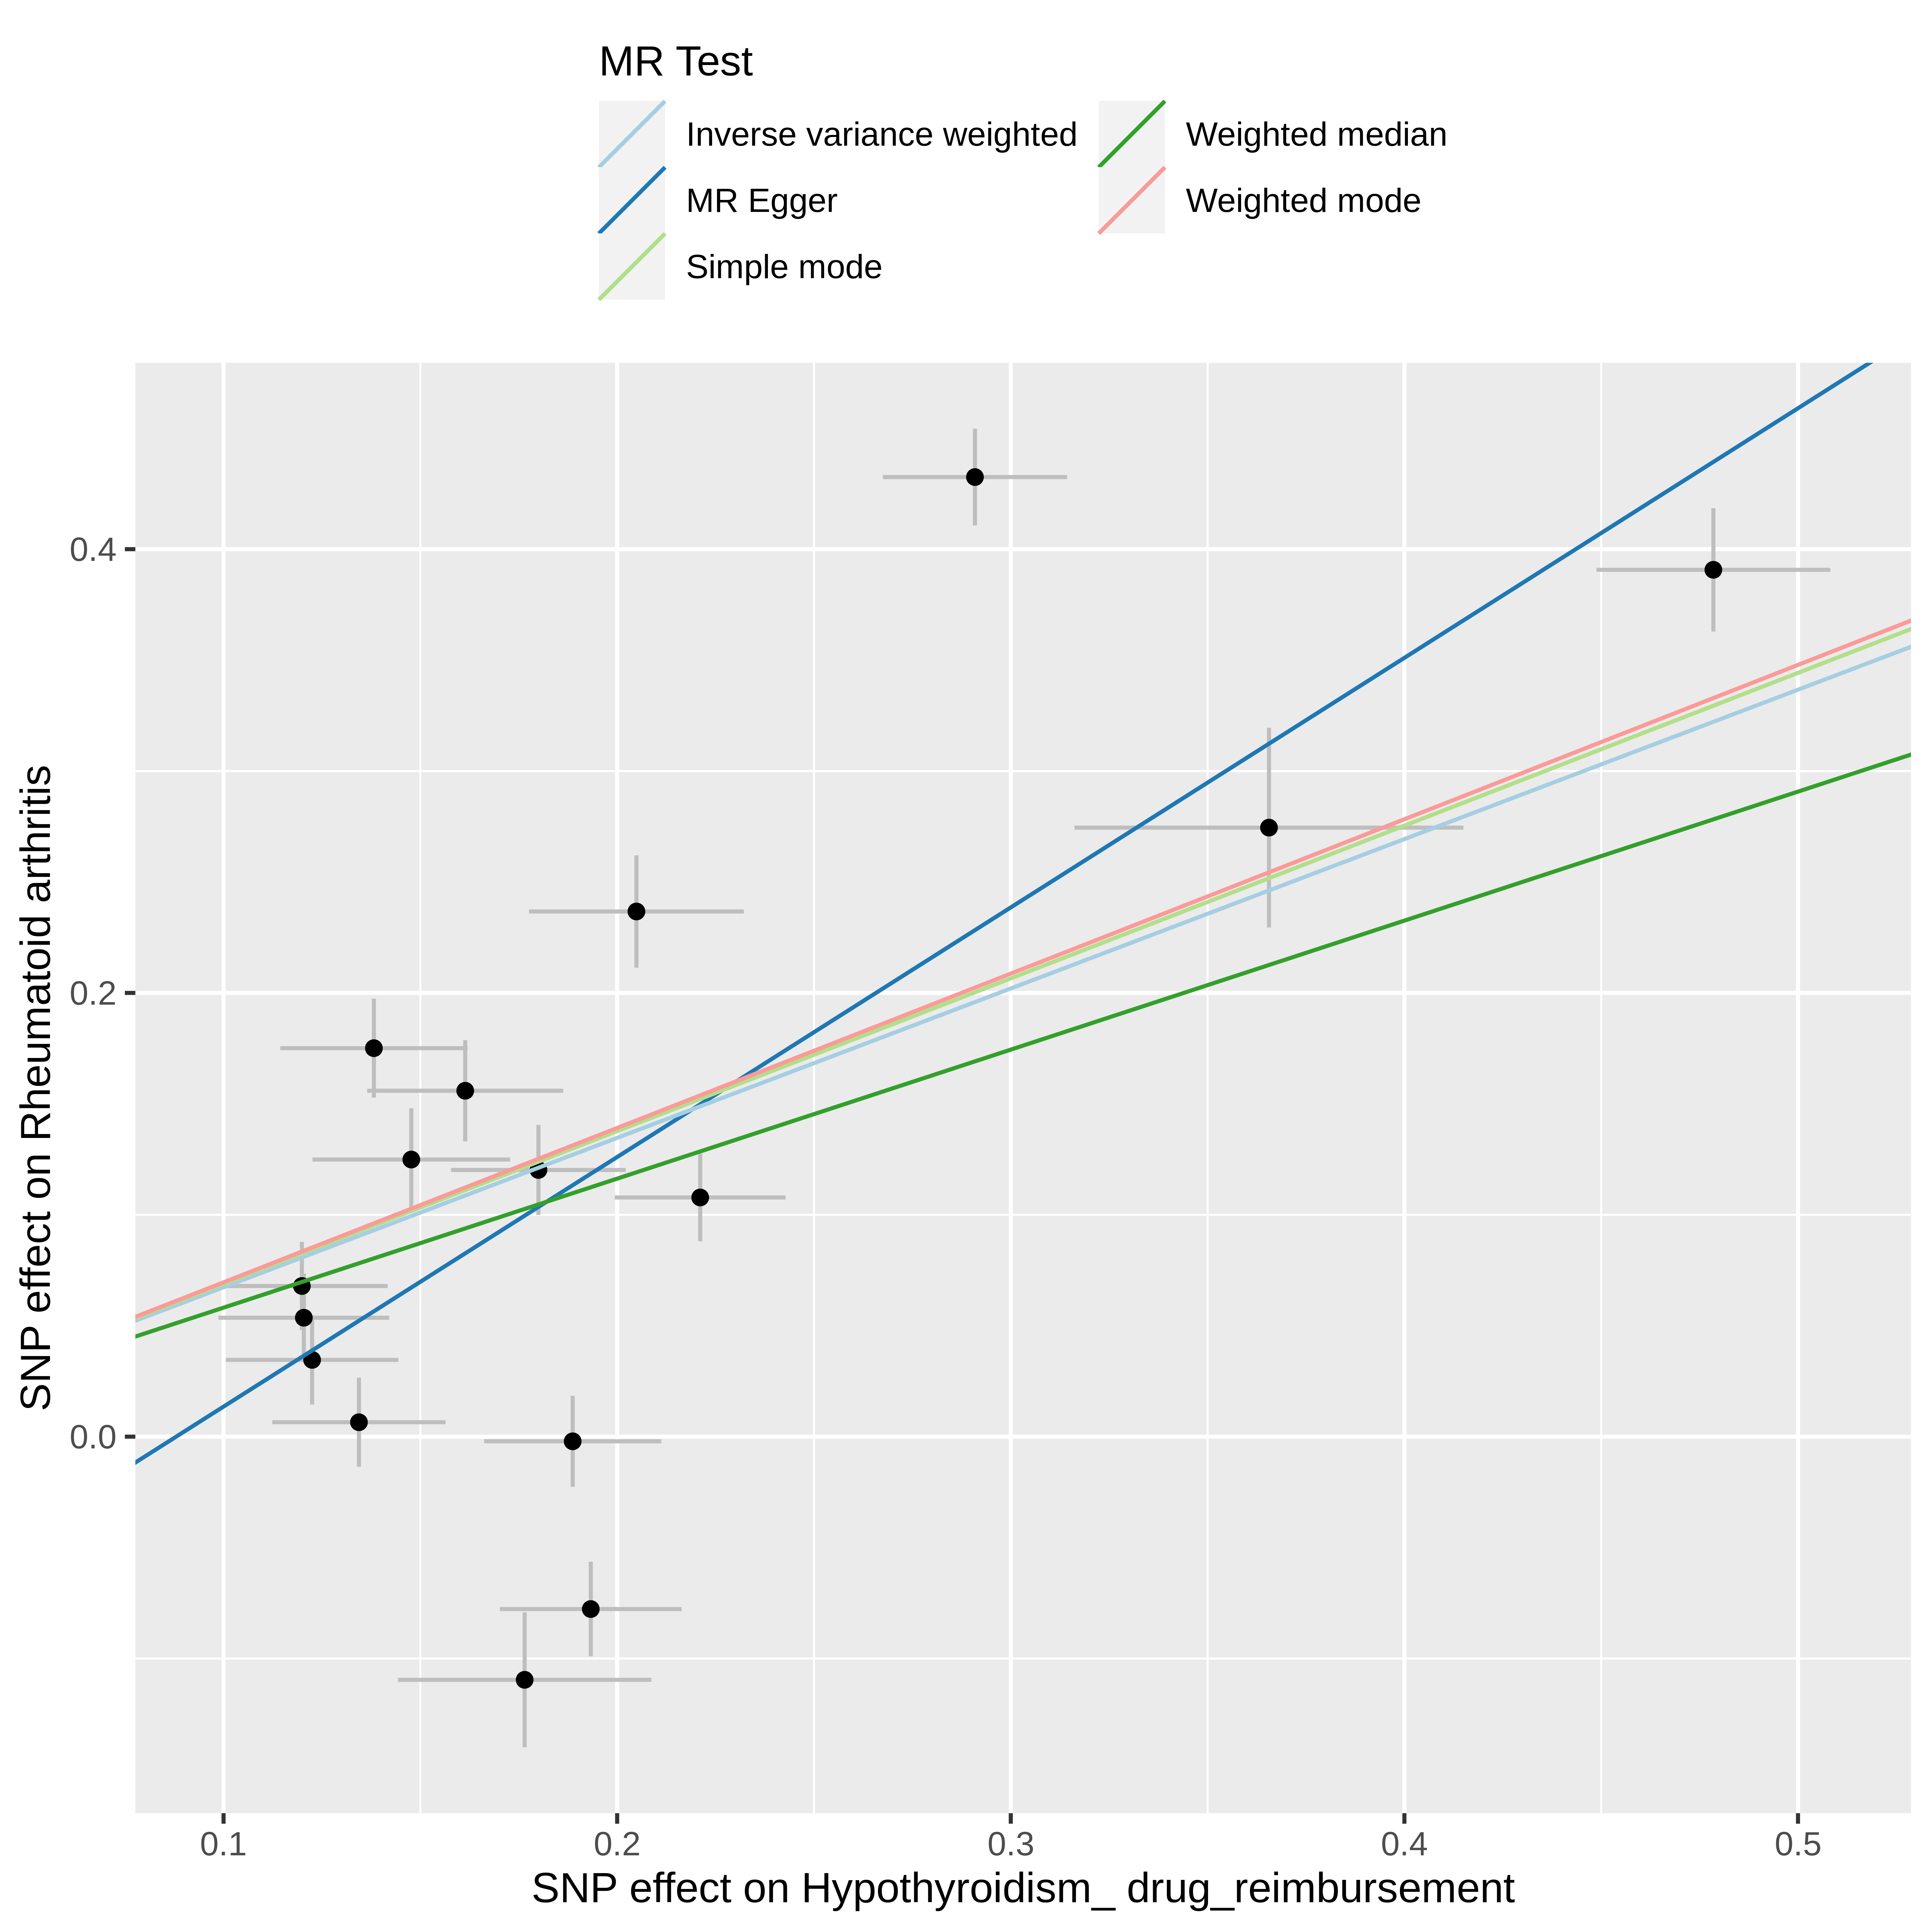 MR Test
Inverse variance weighted
MR Egger
Simple mode
Weighted median
Weighted mode
SNP effect on Rheumatoid arthritis
0.4
0.2
0.0
0.1 0.2 0.3 0.4 0.5
SNP effect on Hypothyroidism_ drug_reimbursement